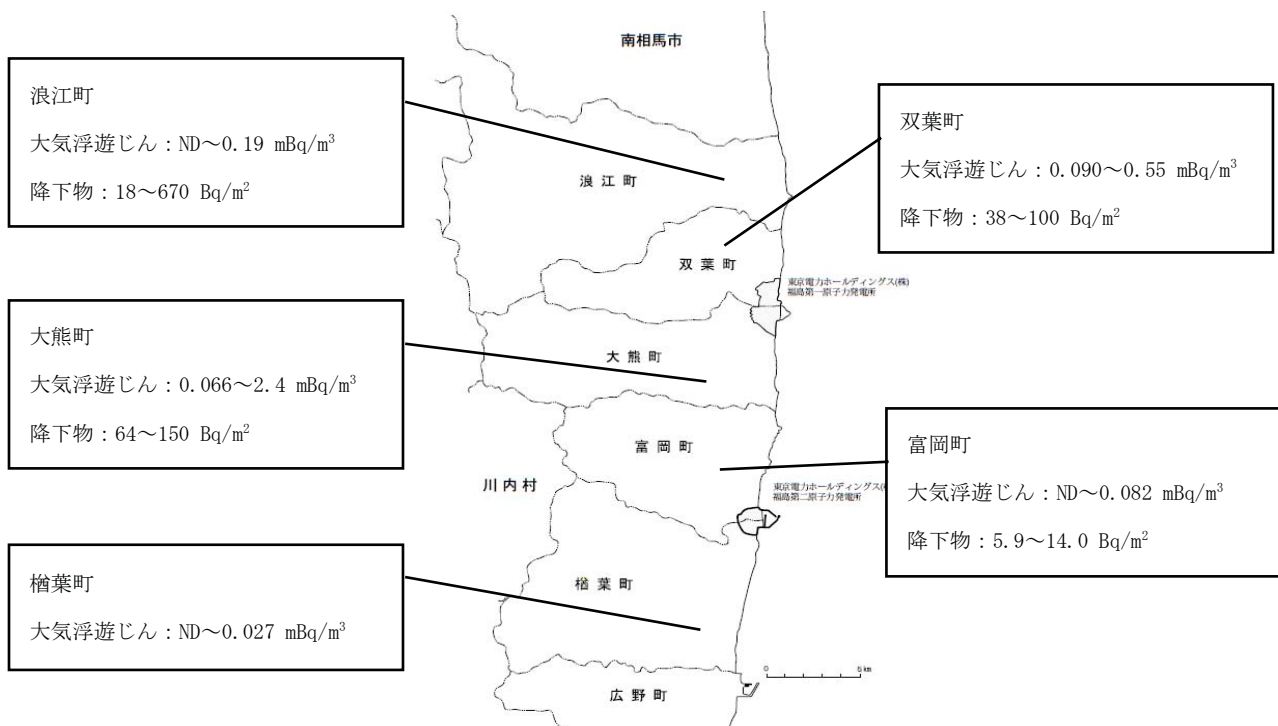 南相馬市
浪江町
大気浮遊じん：ND～0.19 mBq/m³
降下物：18～670 Bq/m²
双葉町
大気浮遊じん：0.090～0.55 mBq/m³
降下物：38～100 Bq/m²
浪江町
双葉町
東京電力ホールディングス(株)
福島第一原子力発電所
大熊町
大気浮遊じん：0.066～2.4 mBq/m³
降下物：64～150 Bq/m²
大熊町
富岡町
富岡町
大気浮遊じん：ND～0.082 mBq/m³
降下物：5.9～14.0 Bq/m²
川内村
東京電力ホールディングス(
福島第二原子力発電所
楢葉町
大気浮遊じん：ND～0.027 mBq/m³
楢葉町
0 5km
広野町